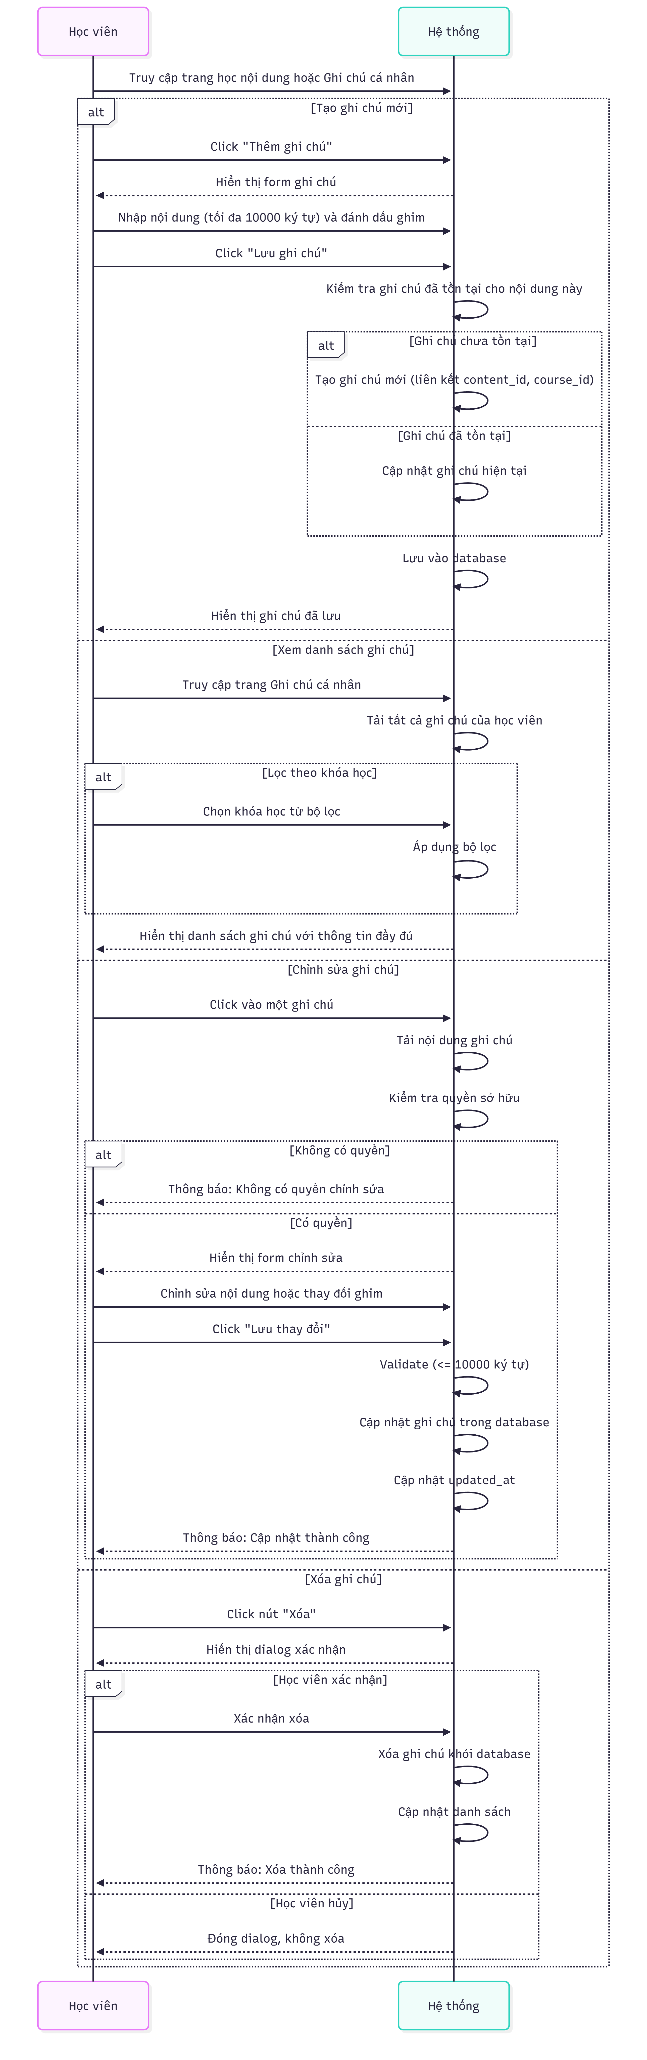 Học viên
Hệ thống
Truy cập trang học nội dung hoặc Ghi chú cá nhân
alt
[Tạo ghi chú mới]
Click "Thêm ghi chú"
Hiển thị form ghi chú
Nhập nội dung (tối đa 10000 ký tự) và đánh dấu ghim
Click "Lưu ghi chú"
Kiểm tra ghi chú đã tồn tại cho nội dung này
alt
[Ghi chú chưa tồn tại]
Tạo ghi chú mới (liên kết content_id, course_id)
[Ghi chú đã tồn tại]
Cập nhật ghi chú hiện tại
Lưu vào database
Hiển thị ghi chú đã lưu
[Xem danh sách ghi chú]
Truy cập trang Ghi chú cá nhân
Tải tất cả ghi chú của học viên
alt
[Lọc theo khóa học]
Chọn khóa học từ bộ lọc
Áp dụng bộ lọc
Hiển thị danh sách ghi chú với thông tin đầy đủ
[Chỉnh sửa ghi chú]
Click vào một ghi chú
Tải nội dung ghi chú
Kiểm tra quyền sở hữu
alt
[Không có quyền]
Thông báo: Không có quyền chỉnh sửa
[Có quyền]
Hiển thị form chỉnh sửa
Chỉnh sửa nội dung hoặc thay đổi ghim
Click "Lưu thay đổi"
Validate (<= 10000 ký tự)
Cập nhật ghi chú trong database
Cập nhật updated_at
Thông báo: Cập nhật thành công
[Xóa ghi chú]
Click nút "Xóa"
Hiển thị dialog xác nhận
alt
[Học viên xác nhận]
Xác nhận xóa
Xóa ghi chú khỏi database
Cập nhật danh sách
Thông báo: Xóa thành công
[Học viên hủy]
Đóng dialog, không xóa
Học viên
Hệ thống